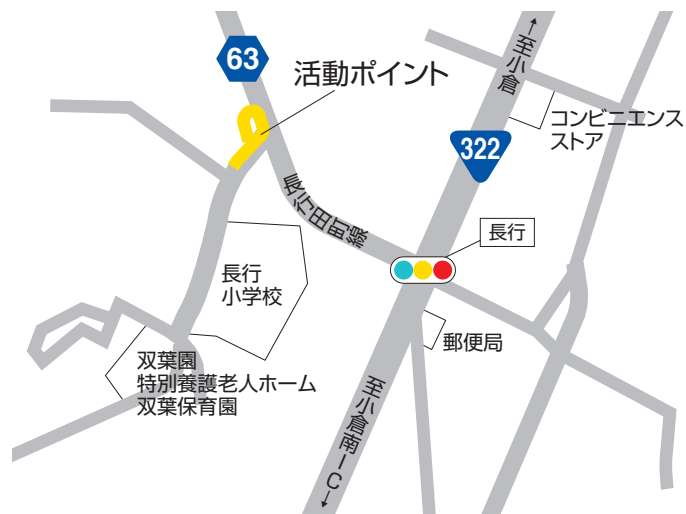 63
活動ポイント
←至小倉
コンビニエンス
ストア
322
長行田町線
長行
長行
小学校
郵便局
双葉園
特別養護老人ホーム
双葉保育園
至小倉南IC→